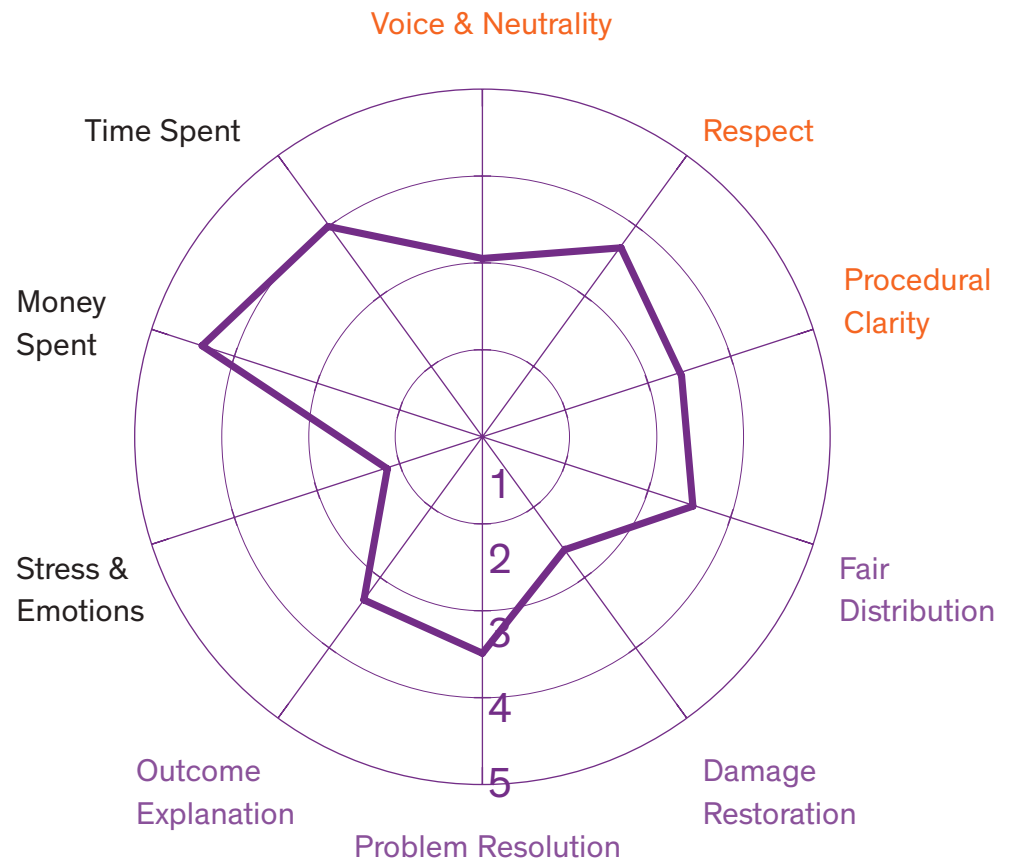 Voice & Neutrality
Time Spent
Respect
Procedural
Clarity
Money
Spent
1
2
3
4
5
Stress &
Emotions
Fair
Distribution
Outcome
Explanation
Damage
Restoration
Problem Resolution